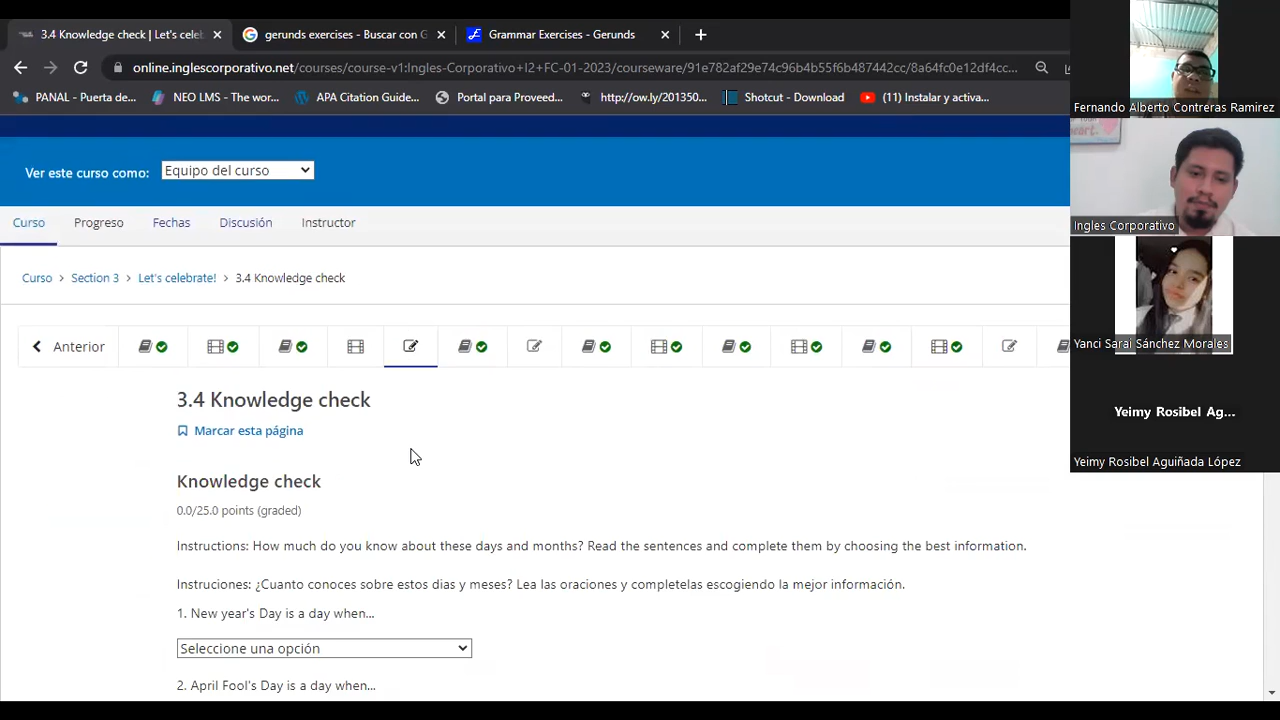 3.4 Knowledge check | Let's celeb
gerunds exercises - Buscar con G
Grammar Exercises - Gerunds
online.inglescorporativo.net/courses/course-v1:Ingles-Corp
I2+FC-01-2023/courseware/91e782af29e74c96b4b55f6b487442cc/8a64fc0e12df4cc...
PANAL - Puerta de...
NEO LMS - The wor...
APA Citation Guide...
Portal para Proveed...
http://ow.ly/201350...
Shotcut - Download
(11) Instalar y activa...
Ver este curso como:
Equipo del curso
Curso
Progreso
Fechas
Discusión
Instructor
Curso > Section 3 > Let's celebrate! > 3.4 Knowledge check
Anterior
3.4 Knowledge check
Marcar esta página
Knowledge check
0.0/25.0 points (graded)
Instructions: How much do you know about these days and months? Read the sentences and complete them by choosing the best information.
Instruciones: ¿Cuanto conoces sobre estos dias y meses? Lea las oraciones y completelas escogiendo la mejor información.
1. New year's Day is a day when...
Seleccione una opción
2. April Fool's Day is a day when...
Fernando Alberto Contreras Ramirez
Ingles Corporativo
Yanci Sarai Sánchez Morales
Yeimy Rosibel Ag...
Yeimy Rosibel Aguiñada López